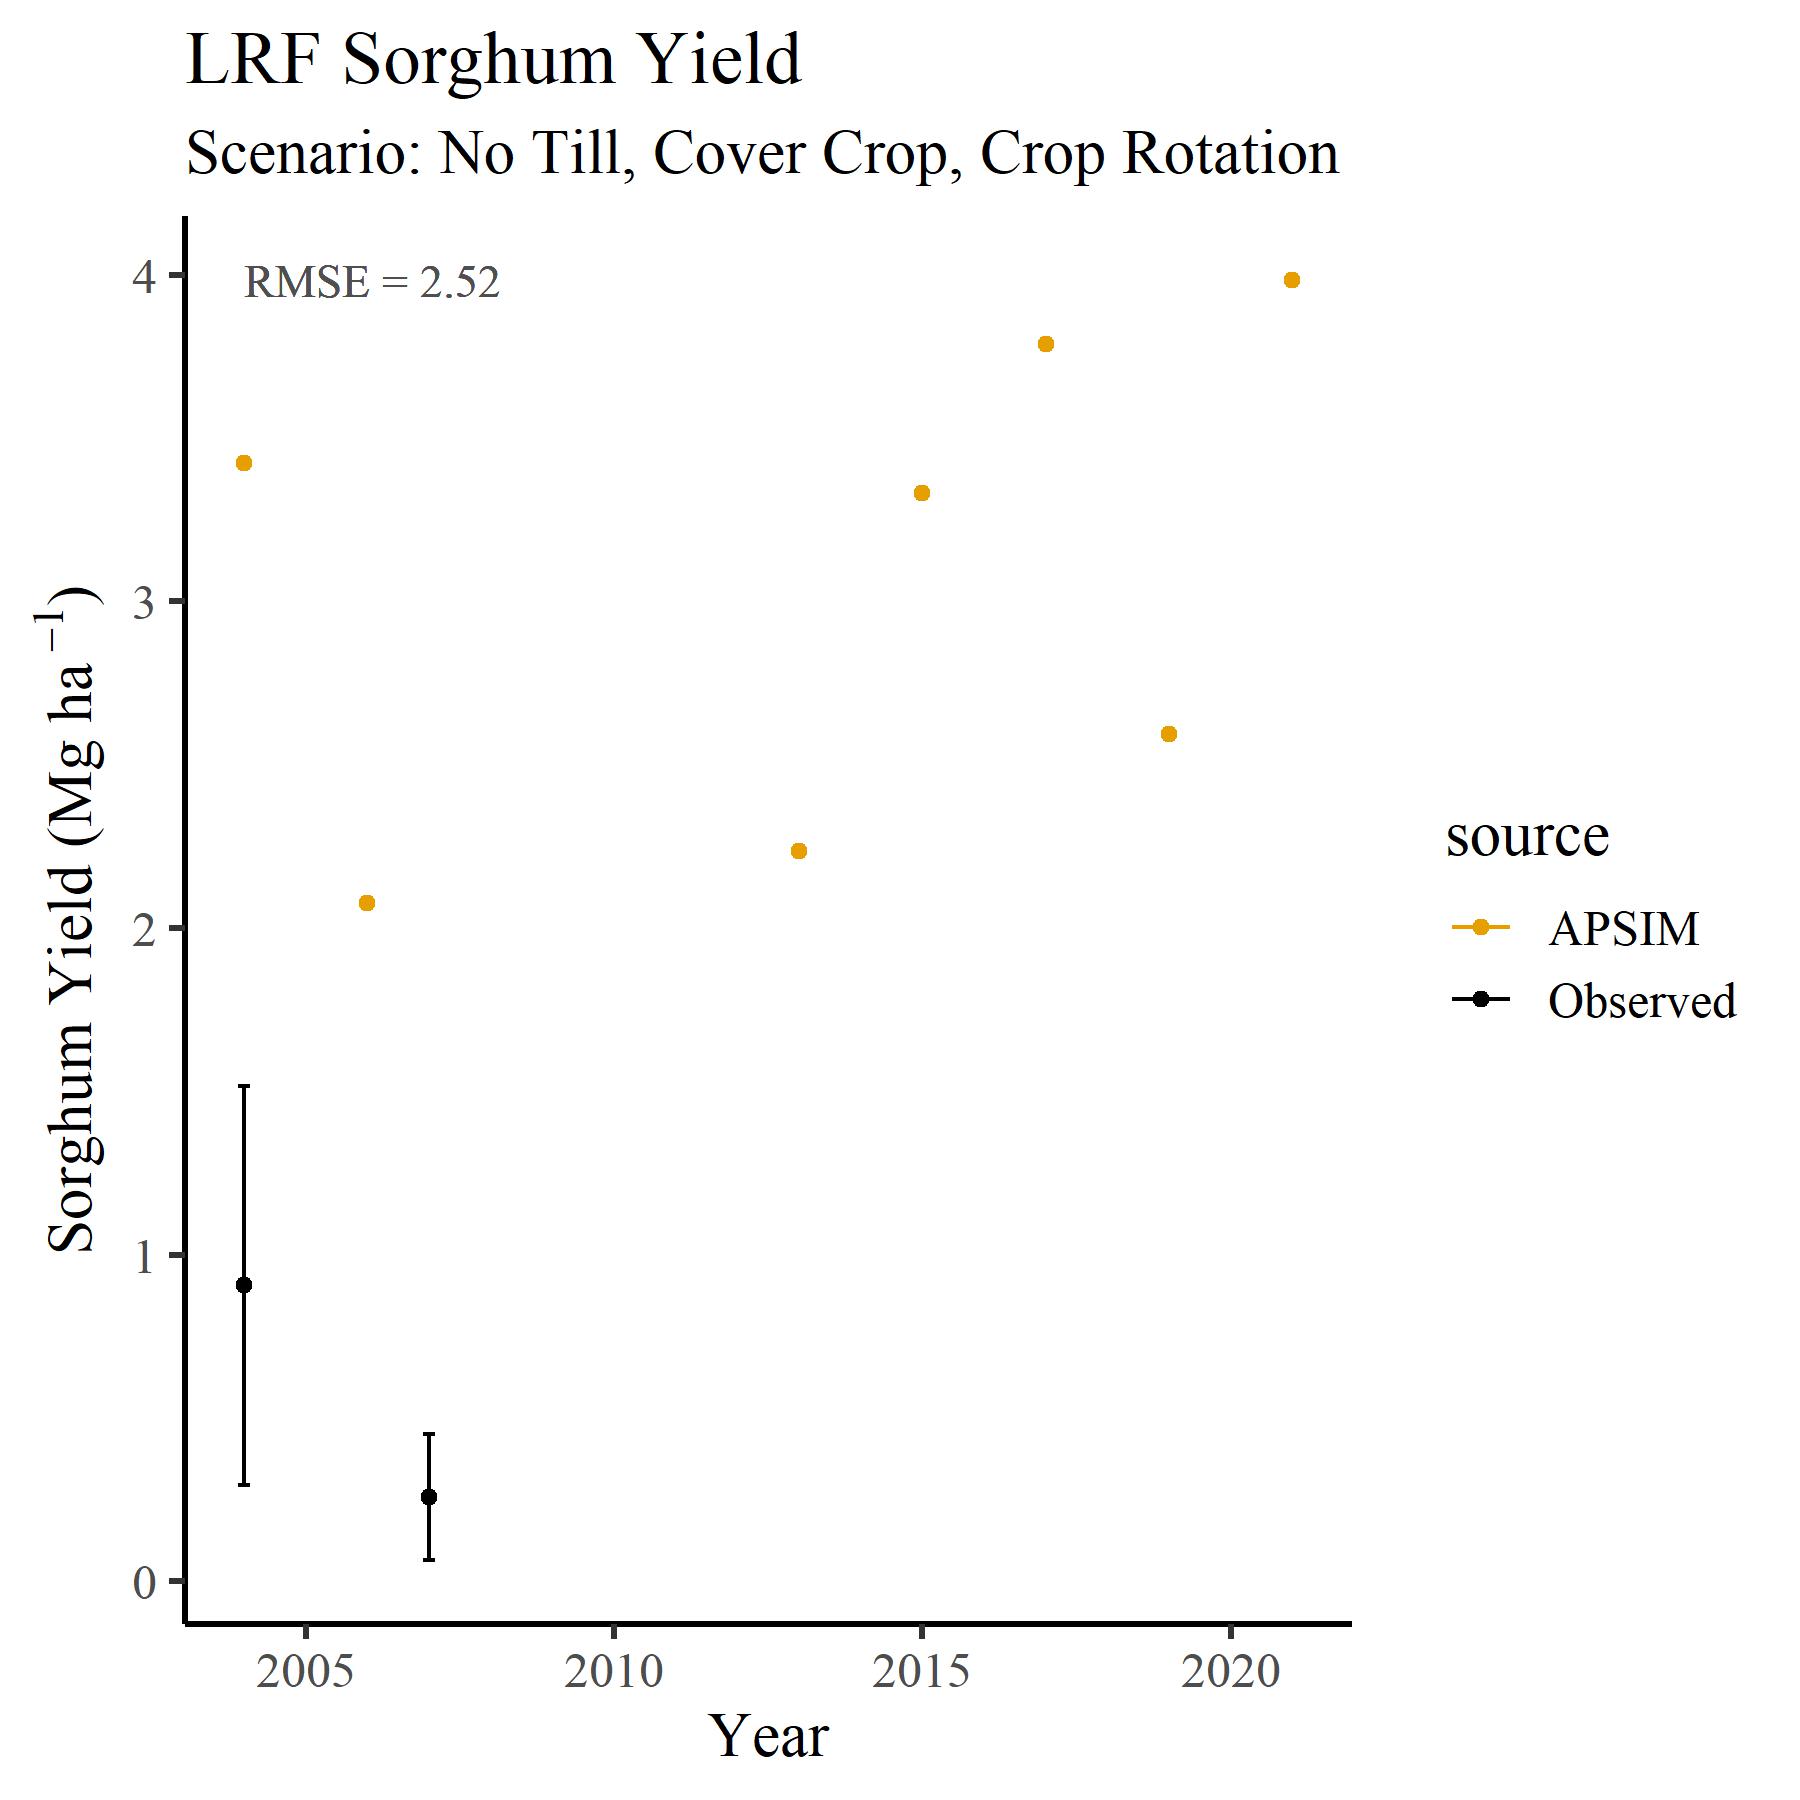 LRF Sorghum Yield
Scenario: No Till, Cover Crop, Crop Rotation
RMSE = 2.52
4
3
2
1
0
Sorghum Yield (Mg ha −1)
2005
2010
2015
2020
Year
source
APSIM
Observed